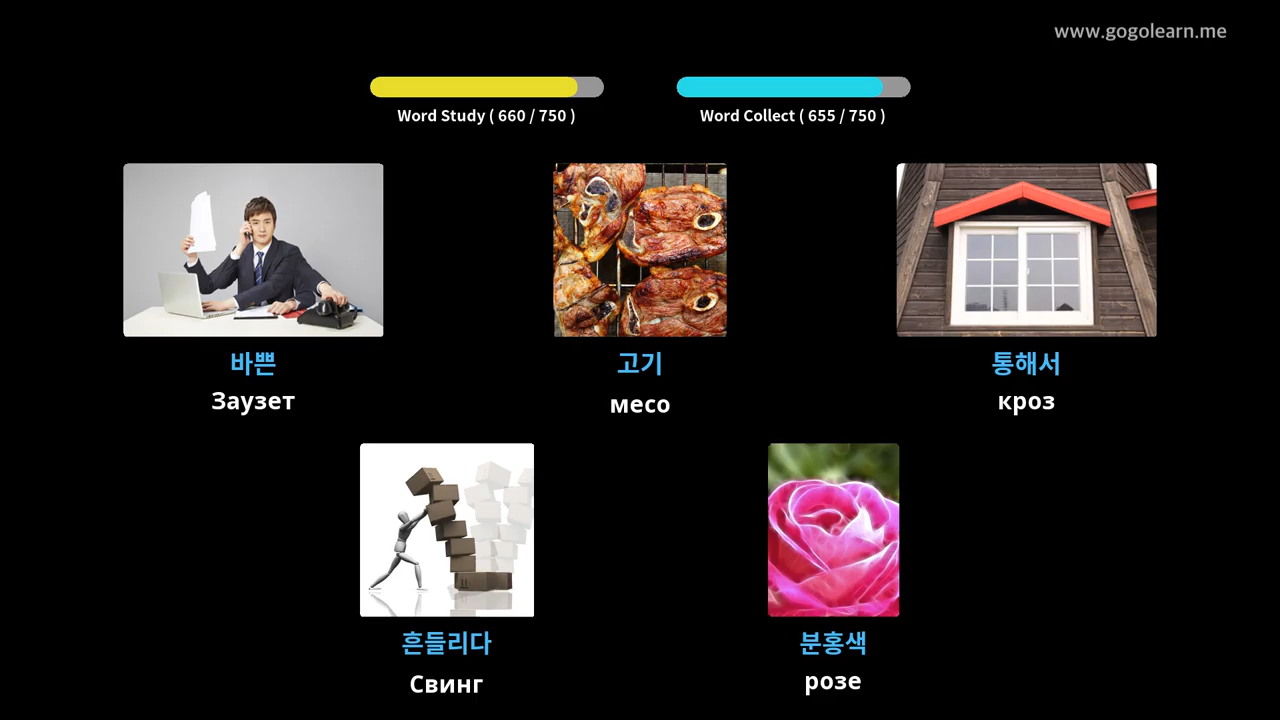 www.gogolearn.me
Word Study ( 660 / 750 )
Word Collect ( 655 / 750 )
바쁜
Заузет
고기
месо
통해서
кроз
흔들리다
Свинг
분홍색
розе